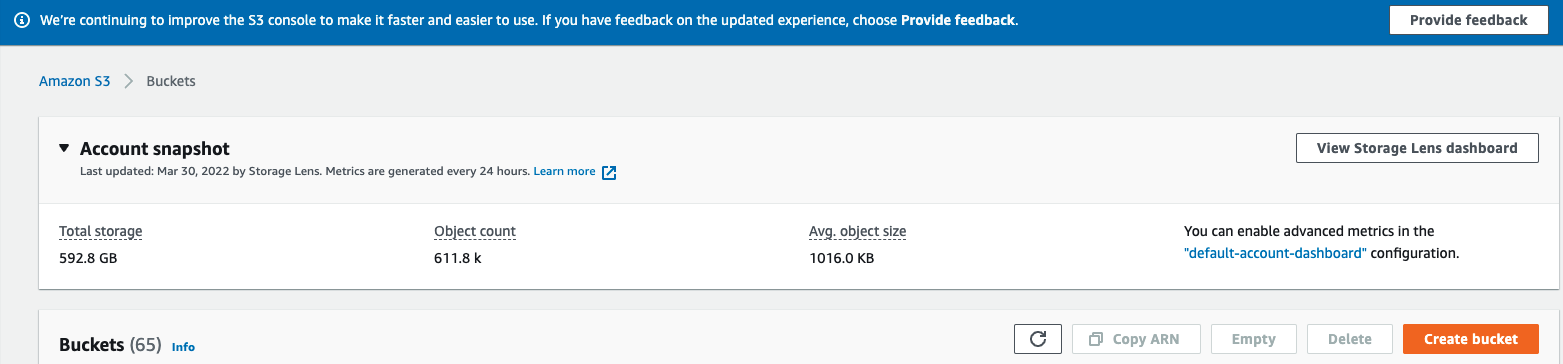 We're continuing to improve the S3 console to make it faster and easier to use. If you have feedback on the updated experience, choose Provide feedback.
Provide feedback
Amazon S3 Buckets
Account snapshot
View Storage Lens dashboard
Last updated: Mar 30, 2022 by Storage Lens. Metrics are generated every 24 hours. Learn more
Total storage
592.8 GB
Object count
611.8 k
Avg. object size
1016.0 KB
You can enable advanced metrics in the
"default-account-dashboard" configuration.
Buckets (65) Info
Copy ARN
Empty
Delete
Create bucket